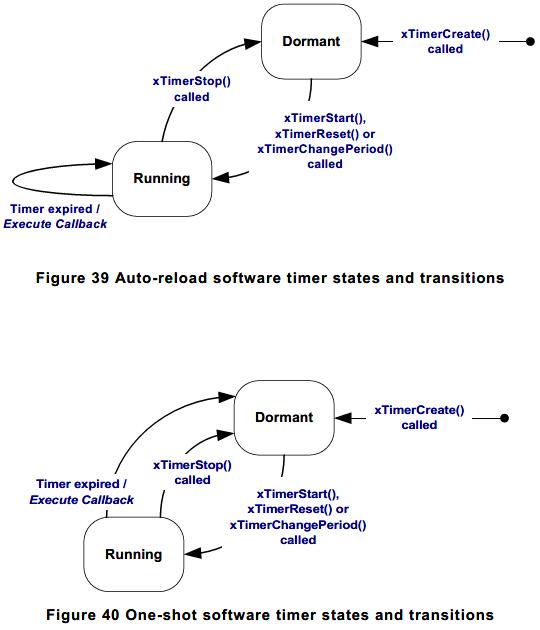 Dormant
xTimerCreate()
called
xTimerStop()
called
xTimerStart(),
xTimerReset() or
xTimerChangePeriod()
called
Running
Timer expired /
Execute Callback
Figure 39 Auto-reload software timer states and transitions
Dormant
xTimerCreate()
called
xTimerStop()
called
Timer expired /
Execute Callback
xTimerStart(),
xTimerReset() or
xTimerChangePeriod()
called
Running
Figure 40 One-shot software timer states and transitions